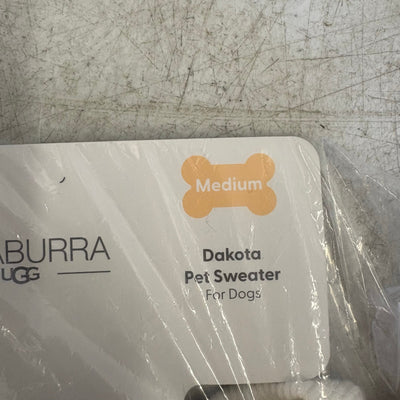 Medium
ABURRA
UGG
Dakota
Pet Sweater
For Dogs